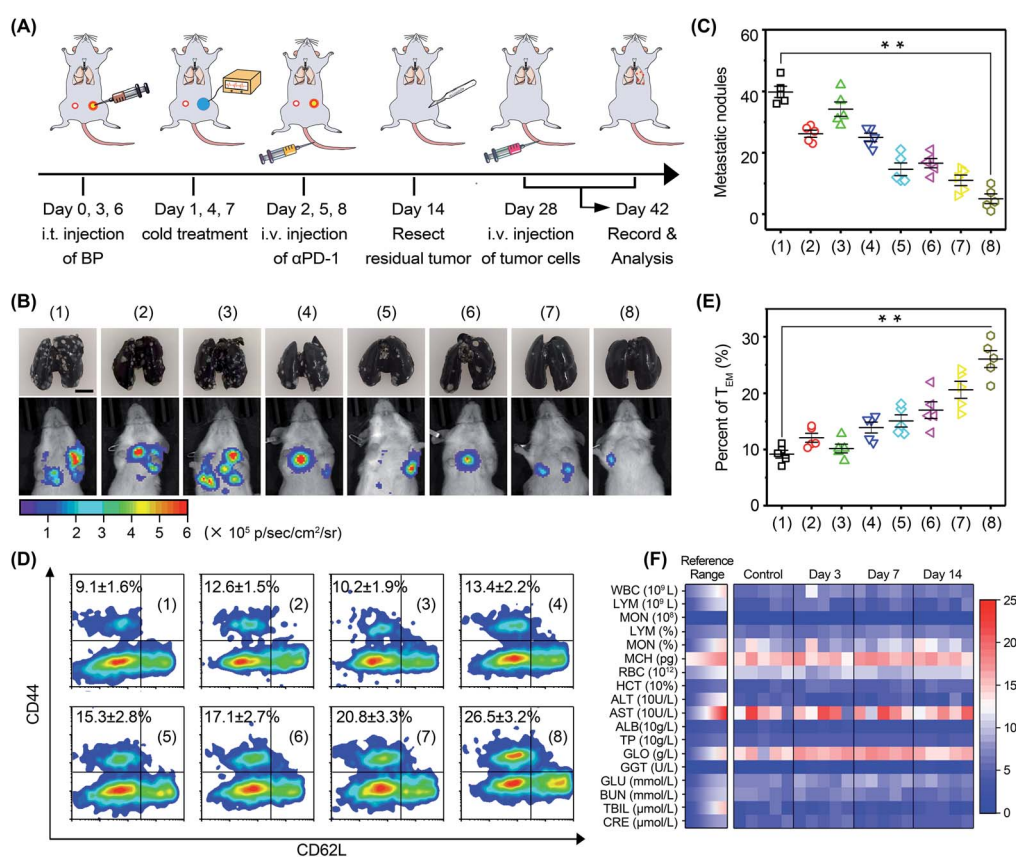 (A)
Day 0, 3, 6
i.t. injection
of BP
Day 1, 4, 7
cold treatment
Day 2, 5, 8
i.v. injection
of αPD-1
Day 14
Resect
residual tumor
Day 28
i.v. injection
of tumor cells
Day 42
Record &
Analysis
(B)
(1) (2) (3) (4) (5) (6) (7) (8)
1 2 3 4 5 6 (× 10⁵ p/sec/cm²/sr)
(C)
Metastatic nodules
60
40
20
0
* *
(1) (2) (3) (4) (5) (6) (7) (8)
(D)
CD44
9.1±1.6% (1)
12.6±1.5% (2)
10.2±1.9% (3)
13.4±2.2% (4)
15.3±2.8% (5)
17.1±2.7% (6)
20.8±3.3% (7)
26.5±3.2% (8)
CD62L
(E)
Percent of T_EM (%)
30
20
10
0
* *
(1) (2) (3) (4) (5) (6) (7) (8)
(F)
Reference
Range Control Day 3 Day 7 Day 14
WBC (10⁹ L)
LYM (10⁹ L)
MON (10⁸)
LYM (%)
MON (%)
MCH (pg)
RBC (10¹²)
HCT (10%)
ALT (10U/L)
AST (10U/L)
ALB(10g/L)
TP (10g/L)
GLO (g/L)
GGT (U/L)
GLU (mmol/L)
BUN (mmol/L)
TBIL (μmol/L)
CRE (μmol/L)
25
20
15
10
5
0